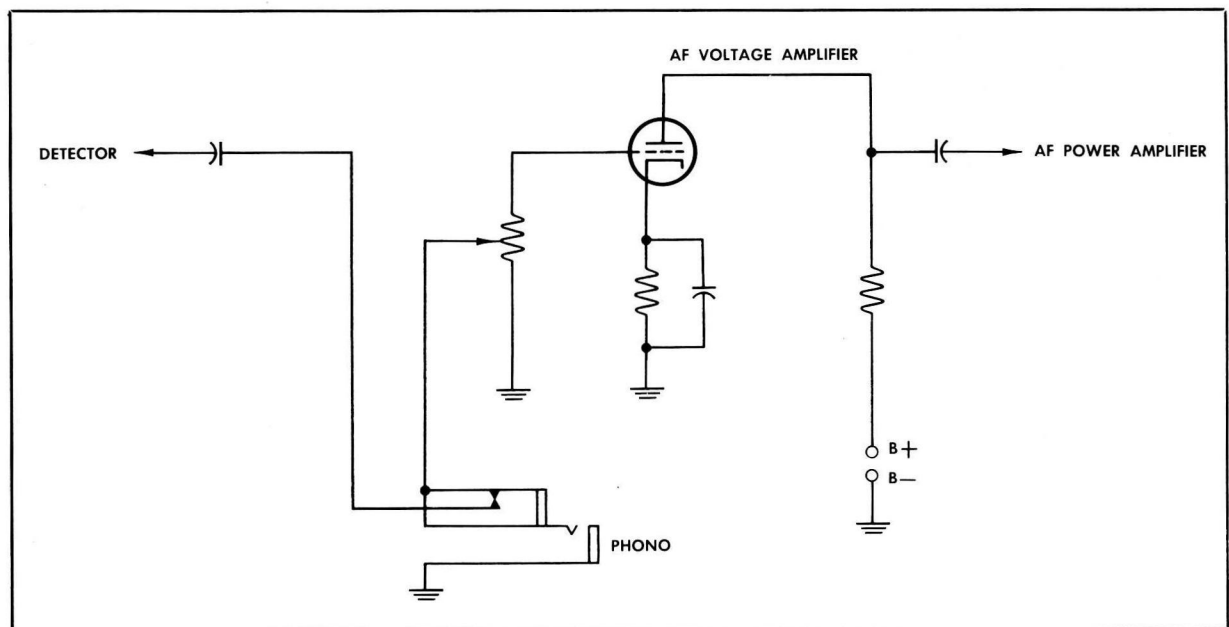 AF VOLTAGE AMPLIFIER
DETECTOR
AF POWER AMPLIFIER
B+
B—
PHONO